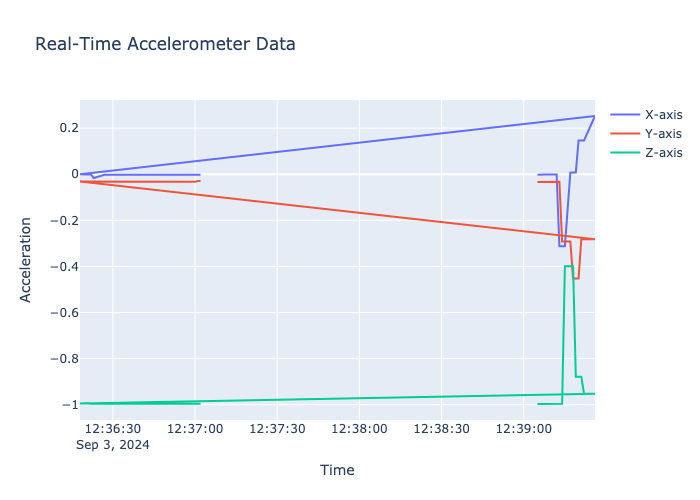 Real-Time Accelerometer Data
X-axis
Y-axis
Z-axis
0.2
0
−0.2
−0.4
−0.6
−0.8
−1
Acceleration
12:36:30 12:37:00 12:37:30 12:38:00 12:38:30 12:39:00
Sep 3, 2024
Time